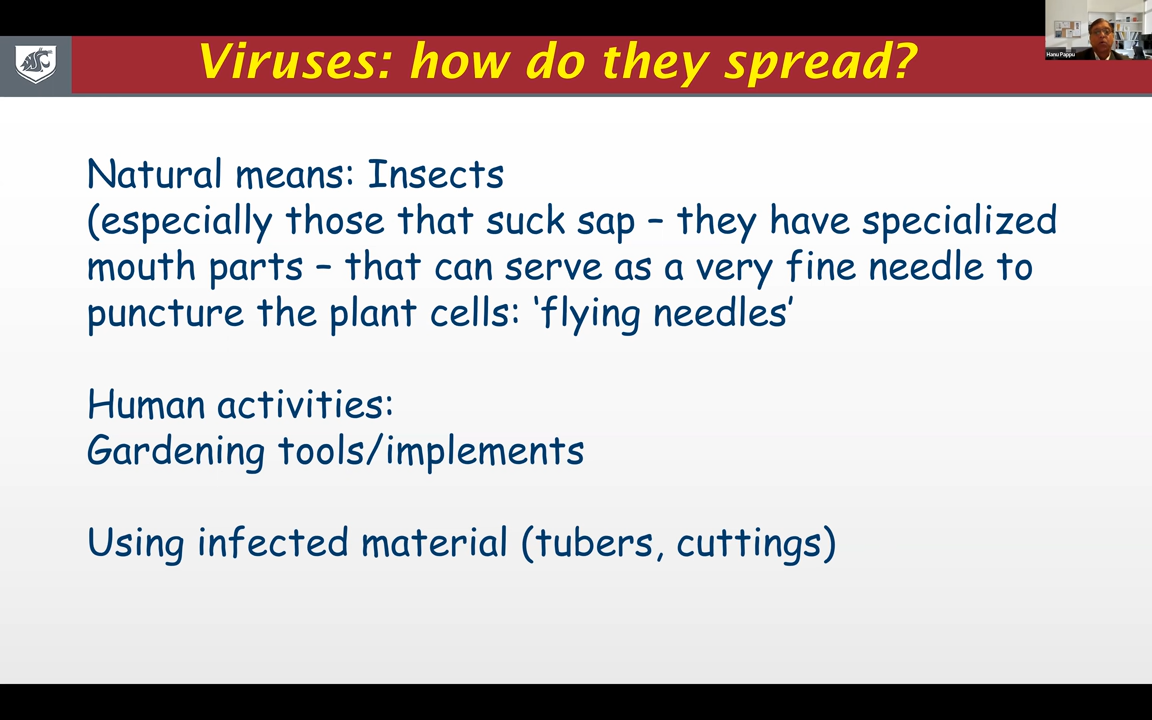 Viruses: how do they spread?
Hanu Pappu
Natural means: Insects
(especially those that suck sap – they have specialized
mouth parts – that can serve as a very fine needle to
puncture the plant cells: ‘flying needles’
Human activities:
Gardening tools/implements
Using infected material (tubers, cuttings)